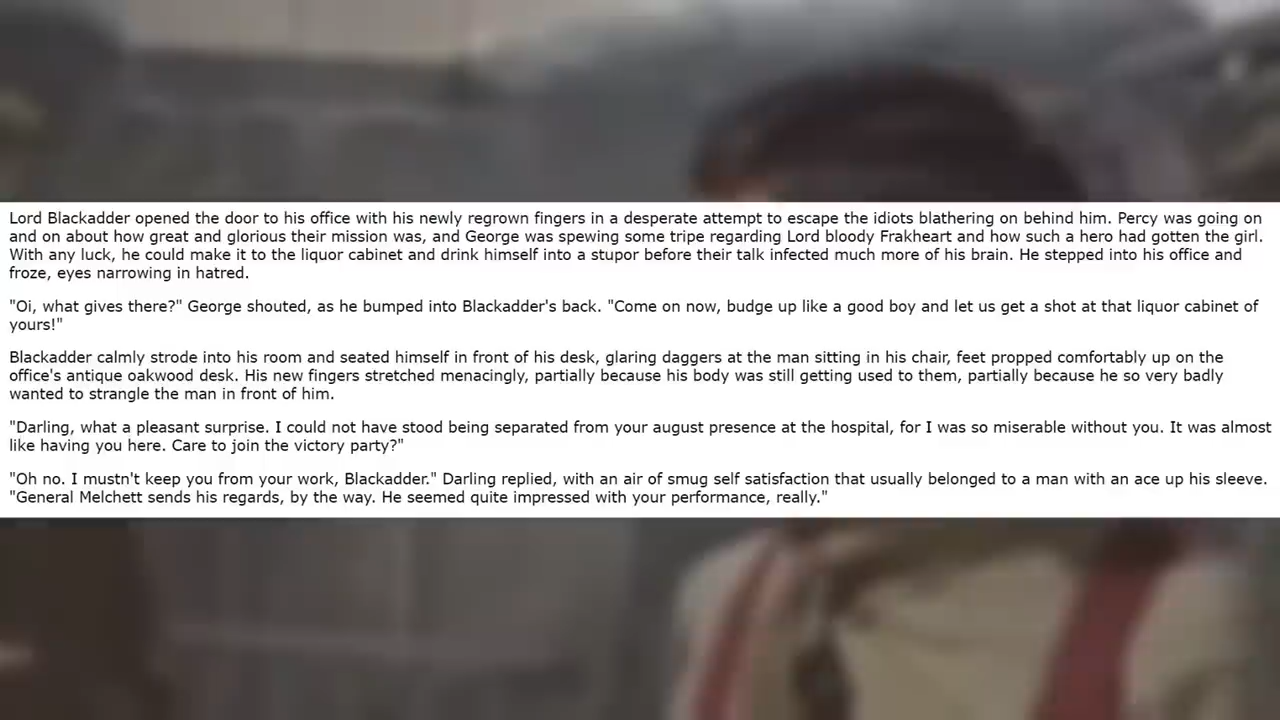 Lord Blackadder opened the door to his office with his newly regrown fingers in a desperate attempt to escape the idiots blathering on behind him. Percy was going on
and on about how great and glorious their mission was, and George was spewing some tripe regarding Lord bloody Frakheart and how such a hero had gotten the girl.
With any luck, he could make it to the liquor cabinet and drink himself into a stupor before their talk infected much more of his brain. He stepped into his office and
froze, eyes narrowing in hatred.
"Oi, what gives there?" George shouted, as he bumped into Blackadder's back. "Come on now, budge up like a good boy and let us get a shot at that liquor cabinet of
yours!"
Blackadder calmly strode into his room and seated himself in front of his desk, glaring daggers at the man sitting in his chair, feet propped comfortably up on the
office's antique oakwood desk. His new fingers stretched menacingly, partially because his body was still getting used to them, partially because he so very badly
wanted to strangle the man in front of him.
"Darling, what a pleasant surprise. I could not have stood being separated from your august presence at the hospital, for I was so miserable without you. It was almost
like having you here. Care to join the victory party?"
"Oh no. I mustn't keep you from your work, Blackadder." Darling replied, with an air of smug self satisfaction that usually belonged to a man with an ace up his sleeve.
"General Melchett sends his regards, by the way. He seemed quite impressed with your performance, really."